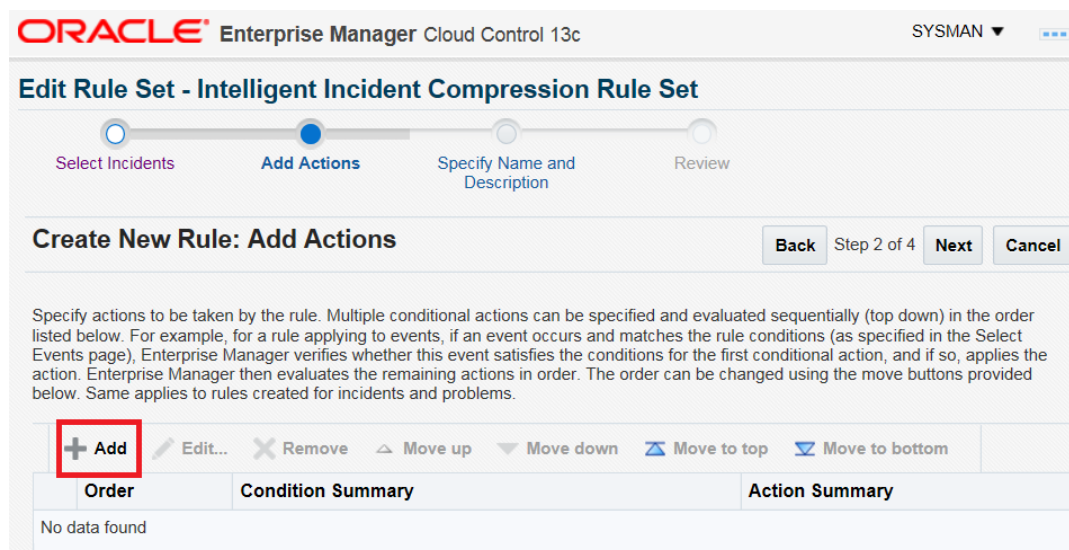 ORACLE Enterprise Manager Cloud Control 13c SYSMAN
Edit Rule Set - Intelligent Incident Compression Rule Set
Select Incidents Add Actions Specify Name and Review
Description
Create New Rule: Add Actions Back Step 2 of 4 Next Cancel
Specify actions to be taken by the rule. Multiple conditional actions can be specified and evaluated sequentially (top down) in the order
listed below. For example, for a rule applying to events, if an event occurs and matches the rule conditions (as specified in the Select
Events page), Enterprise Manager verifies whether this event satisfies the conditions for the first conditional action, and if so, applies the
action. Enterprise Manager then evaluates the remaining actions in order. The order can be changed using the move buttons provided
below. Same applies to rules created for incidents and problems.
Add Edit... Remove Move up Move down Move to top Move to bottom
Order Condition Summary Action Summary
No data found